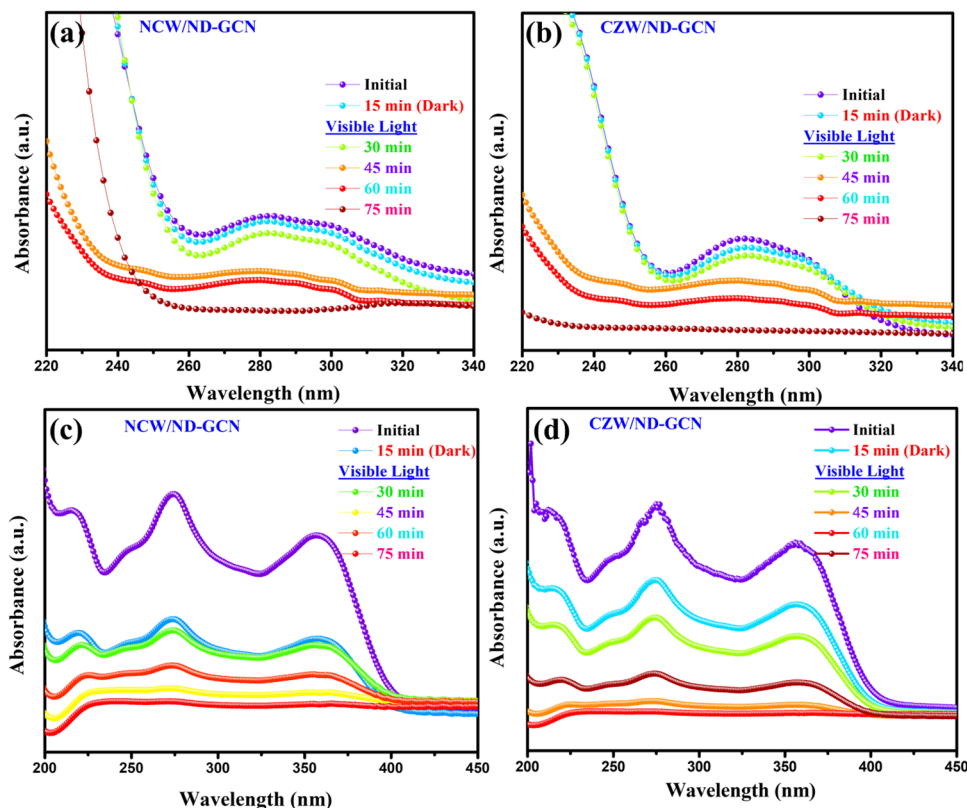 (a)
NCW/ND-GCN
Initial
15 min (Dark)
Visible Light
30 min
45 min
60 min
75 min
Absorbance (a.u.)
220 240 260 280 300 320 340
Wavelength (nm)
(b)
CZW/ND-GCN
Initial
15 min (Dark)
Visible Light
30 min
45 min
60 min
75 min
Absorbance (a.u.)
220 240 260 280 300 320 340
Wavelength (nm)
(c)
NCW/ND-GCN
Initial
15 min (Dark)
Visible Light
30 min
45 min
60 min
75 min
Absorbance (a.u.)
200 250 300 350 400 450
Wavelength (nm)
(d)
CZW/ND-GCN
Initial
15 min (Dark)
Visible Light
30 min
45 min
60 min
75 min
Absorbance (a.u.)
200 250 300 350 400 450
Wavelength (nm)